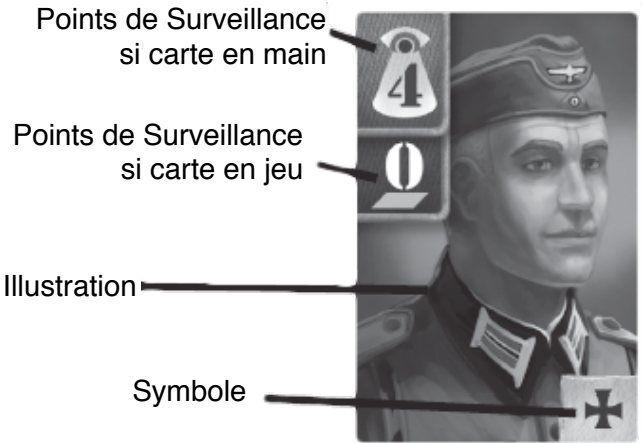 Points de Surveillance
si carte en main
4
Points de Surveillance
si carte en jeu
0
Illustration
Symbole